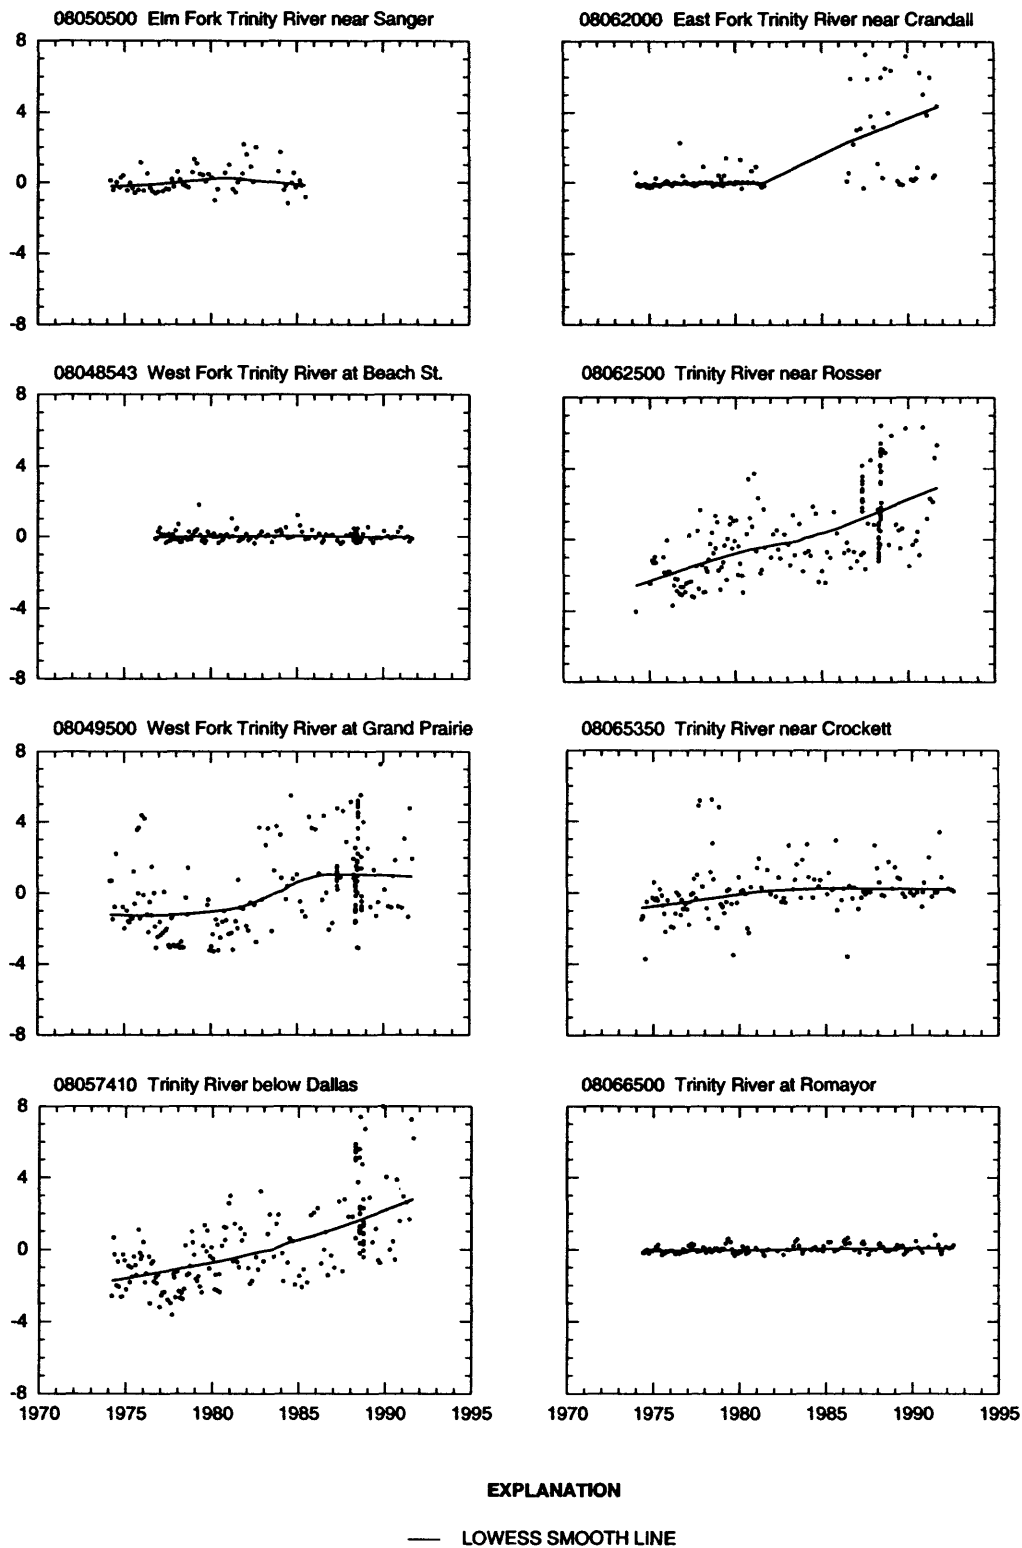 08050500 Elm Fork Trinity River near Sanger
8
4
0
-4
-8
08062000 East Fork Trinity River near Crandall
08048543 West Fork Trinity River at Beach St.
8
4
0
-4
-8
08062500 Trinity River near Rosser
08049500 West Fork Trinity River at Grand Prairie
8
4
0
-4
-8
08065350 Trinity River near Crockett
08057410 Trinity River below Dallas
8
4
0
-4
-8
1970 1975 1980 1985 1990 1995
08066500 Trinity River at Romayor
1970 1975 1980 1985 1990 1995
EXPLANATION
LOWESS SMOOTH LINE